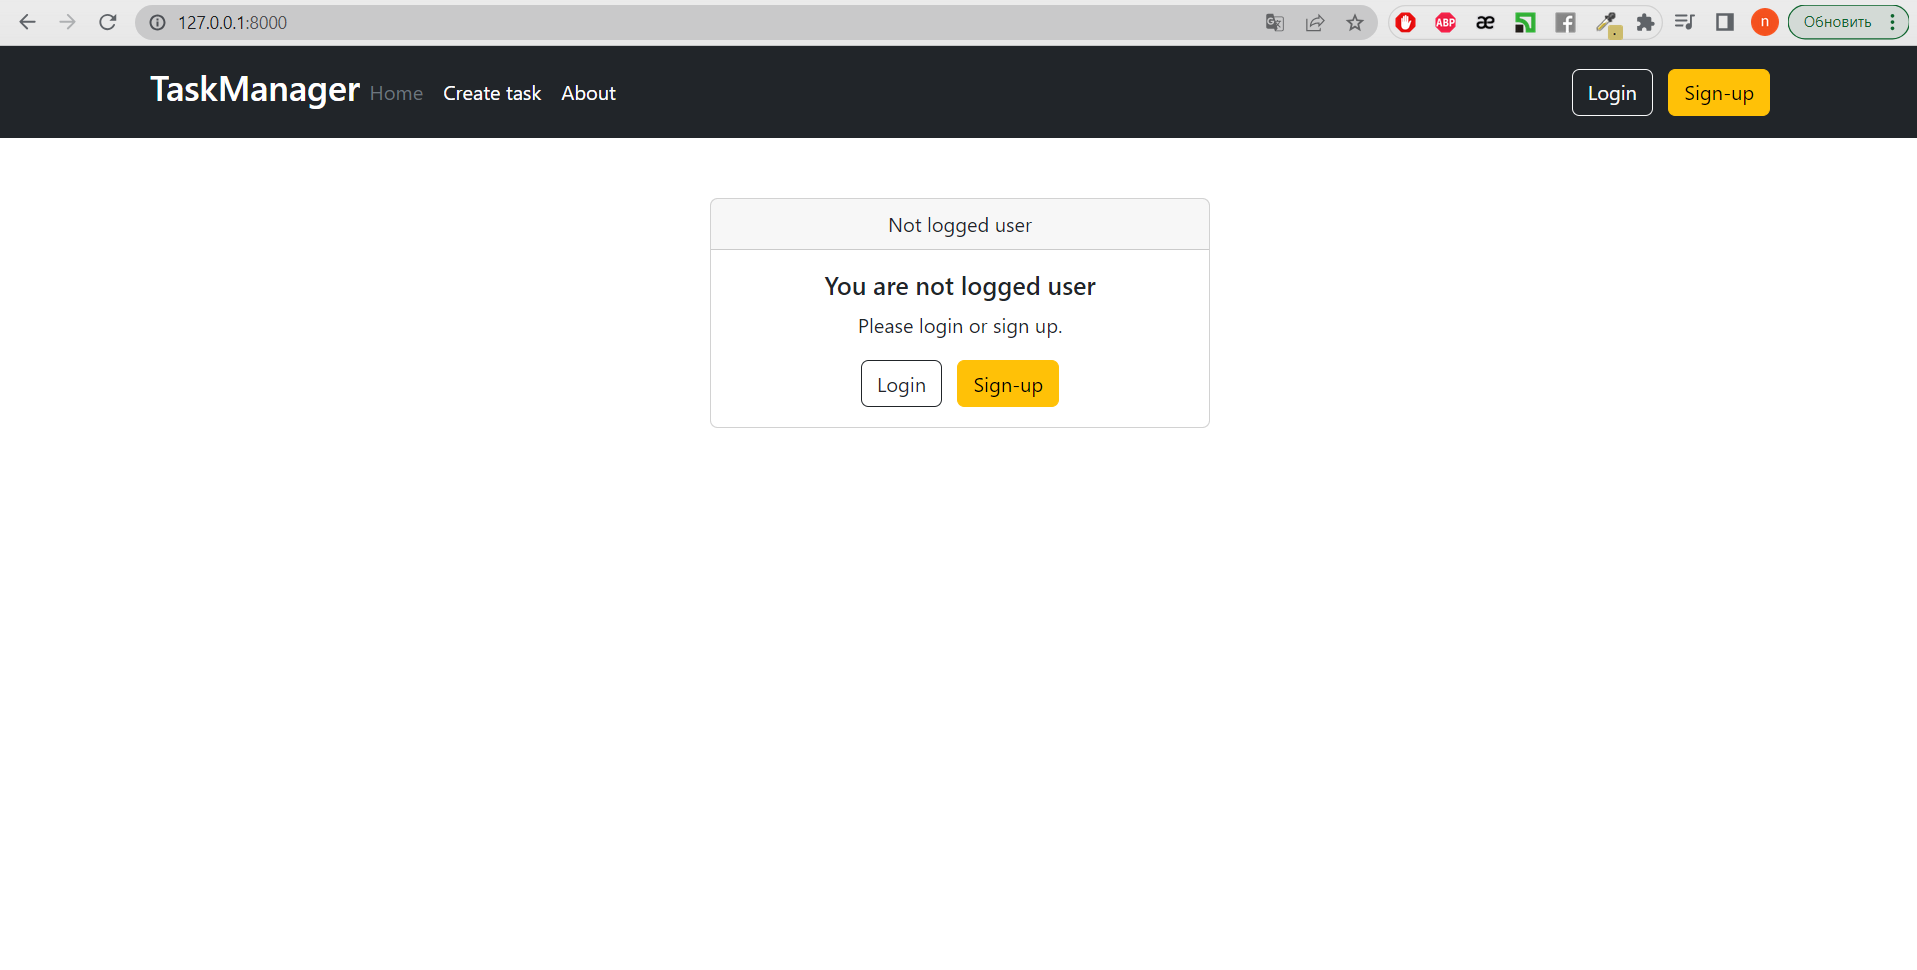 127.0.0.1:8000
ABP
æ
n
Обновить
TaskManager Home Create task About Login Sign-up
Not logged user
You are not logged user
Please login or sign up.
Login Sign-up